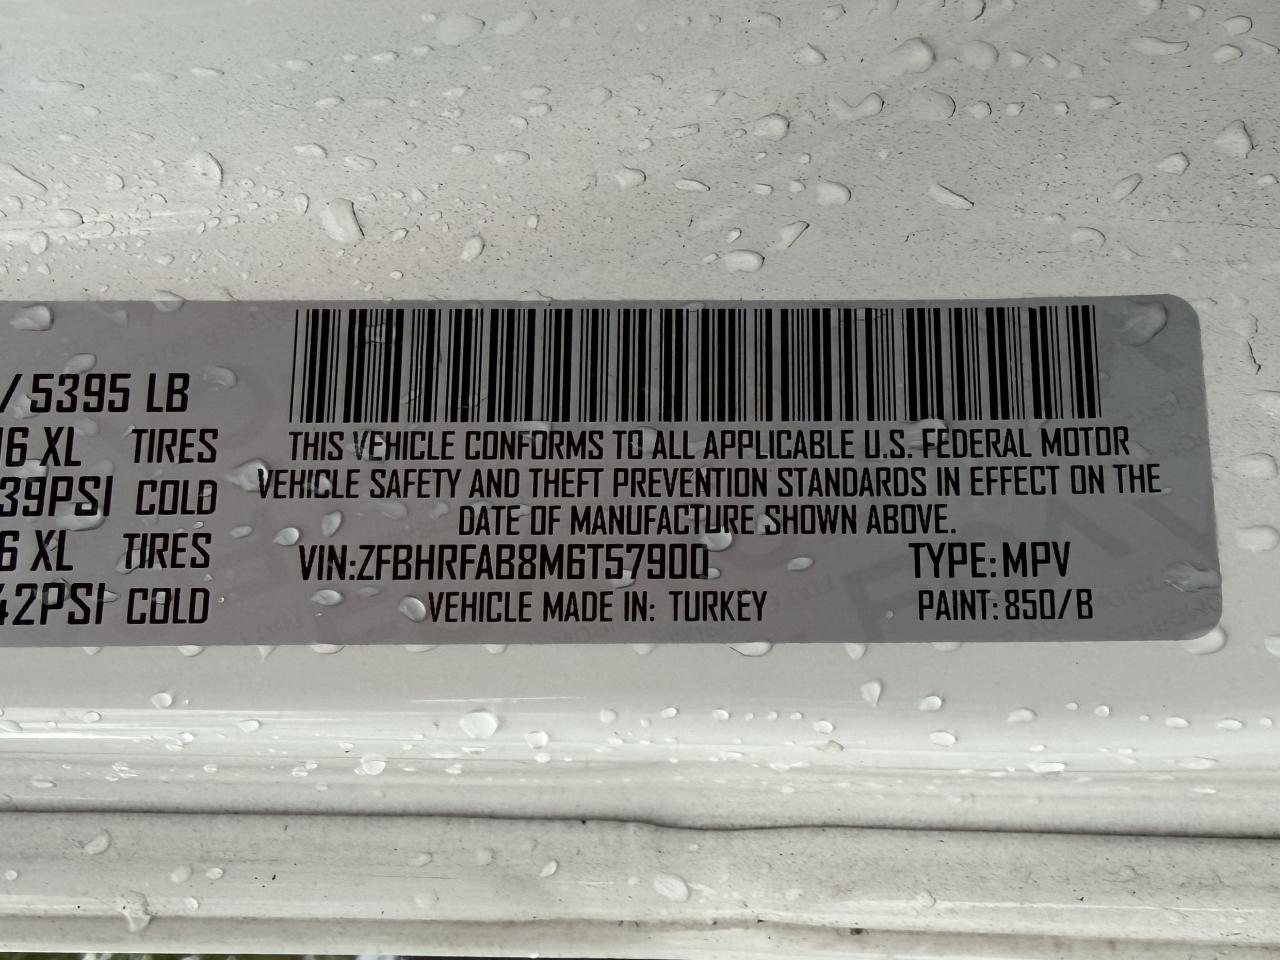 / 5395 LB
16 XL TIRES
39PSI COLD
6 XL TIRES
42PSI COLD
THIS VEHICLE CONFORMS TO ALL APPLICABLE U.S. FEDERAL MOTOR
VEHICLE SAFETY AND THEFT PREVENTION STANDARDS IN EFFECT ON THE
DATE OF MANUFACTURE SHOWN ABOVE.
VIN:ZFBHRFAB8M6T57900 TYPE: MPV
VEHICLE MADE IN: TURKEY PAINT: 850/B